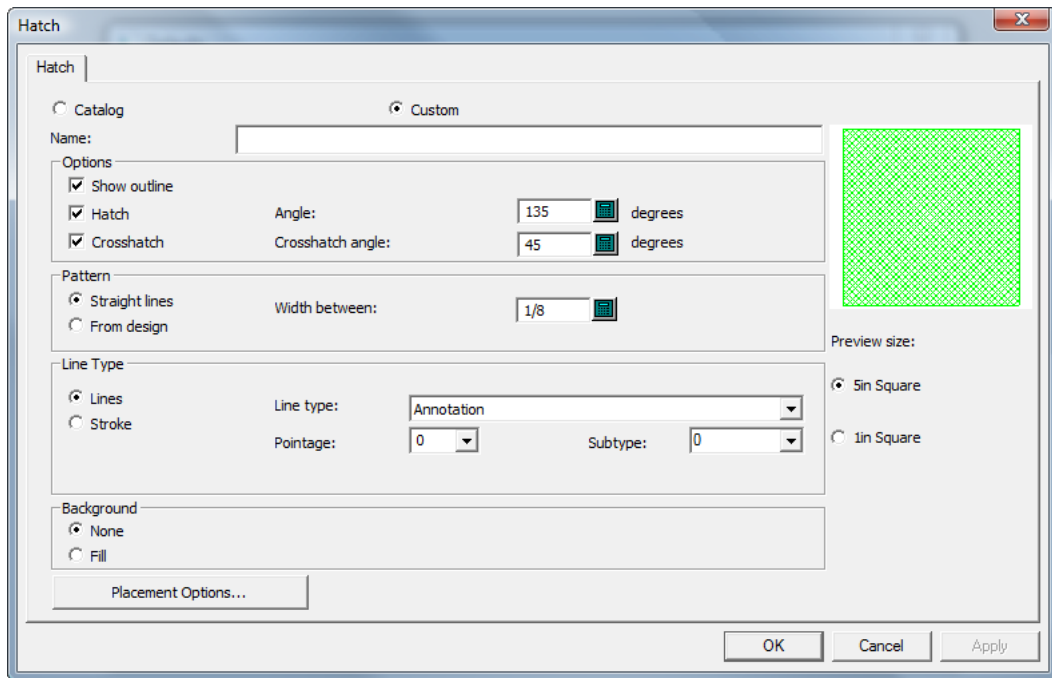 Hatch
Hatch
Catalog Custom
Name:
Options
Show outline
Hatch Angle: 135 degrees
Crosshatch Crosshatch angle: 45 degrees
Pattern
Straight lines Width between: 1/8
From design
Preview size:
Line Type
Lines Line type: Annotation
Stroke
Pointage: 0 Subtype: 0
5in Square
1in Square
Background
None
Fill
Placement Options...
OK Cancel Apply